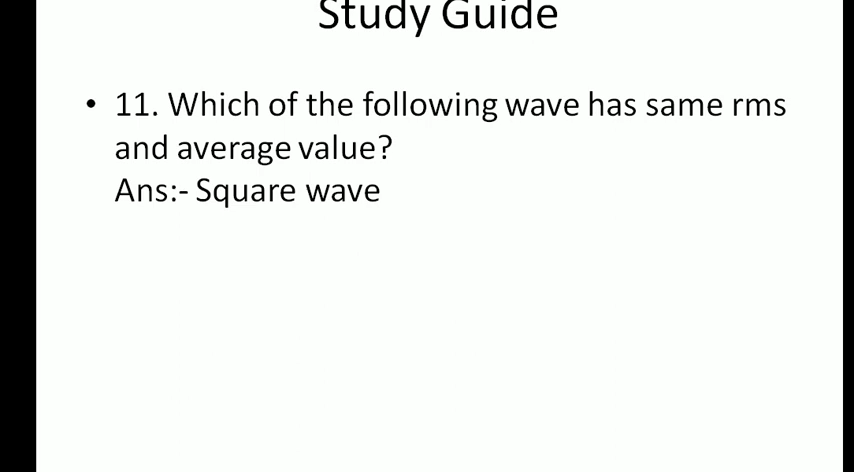 Study Guide
• 11. Which of the following wave has same rms
and average value?
Ans:- Square wave